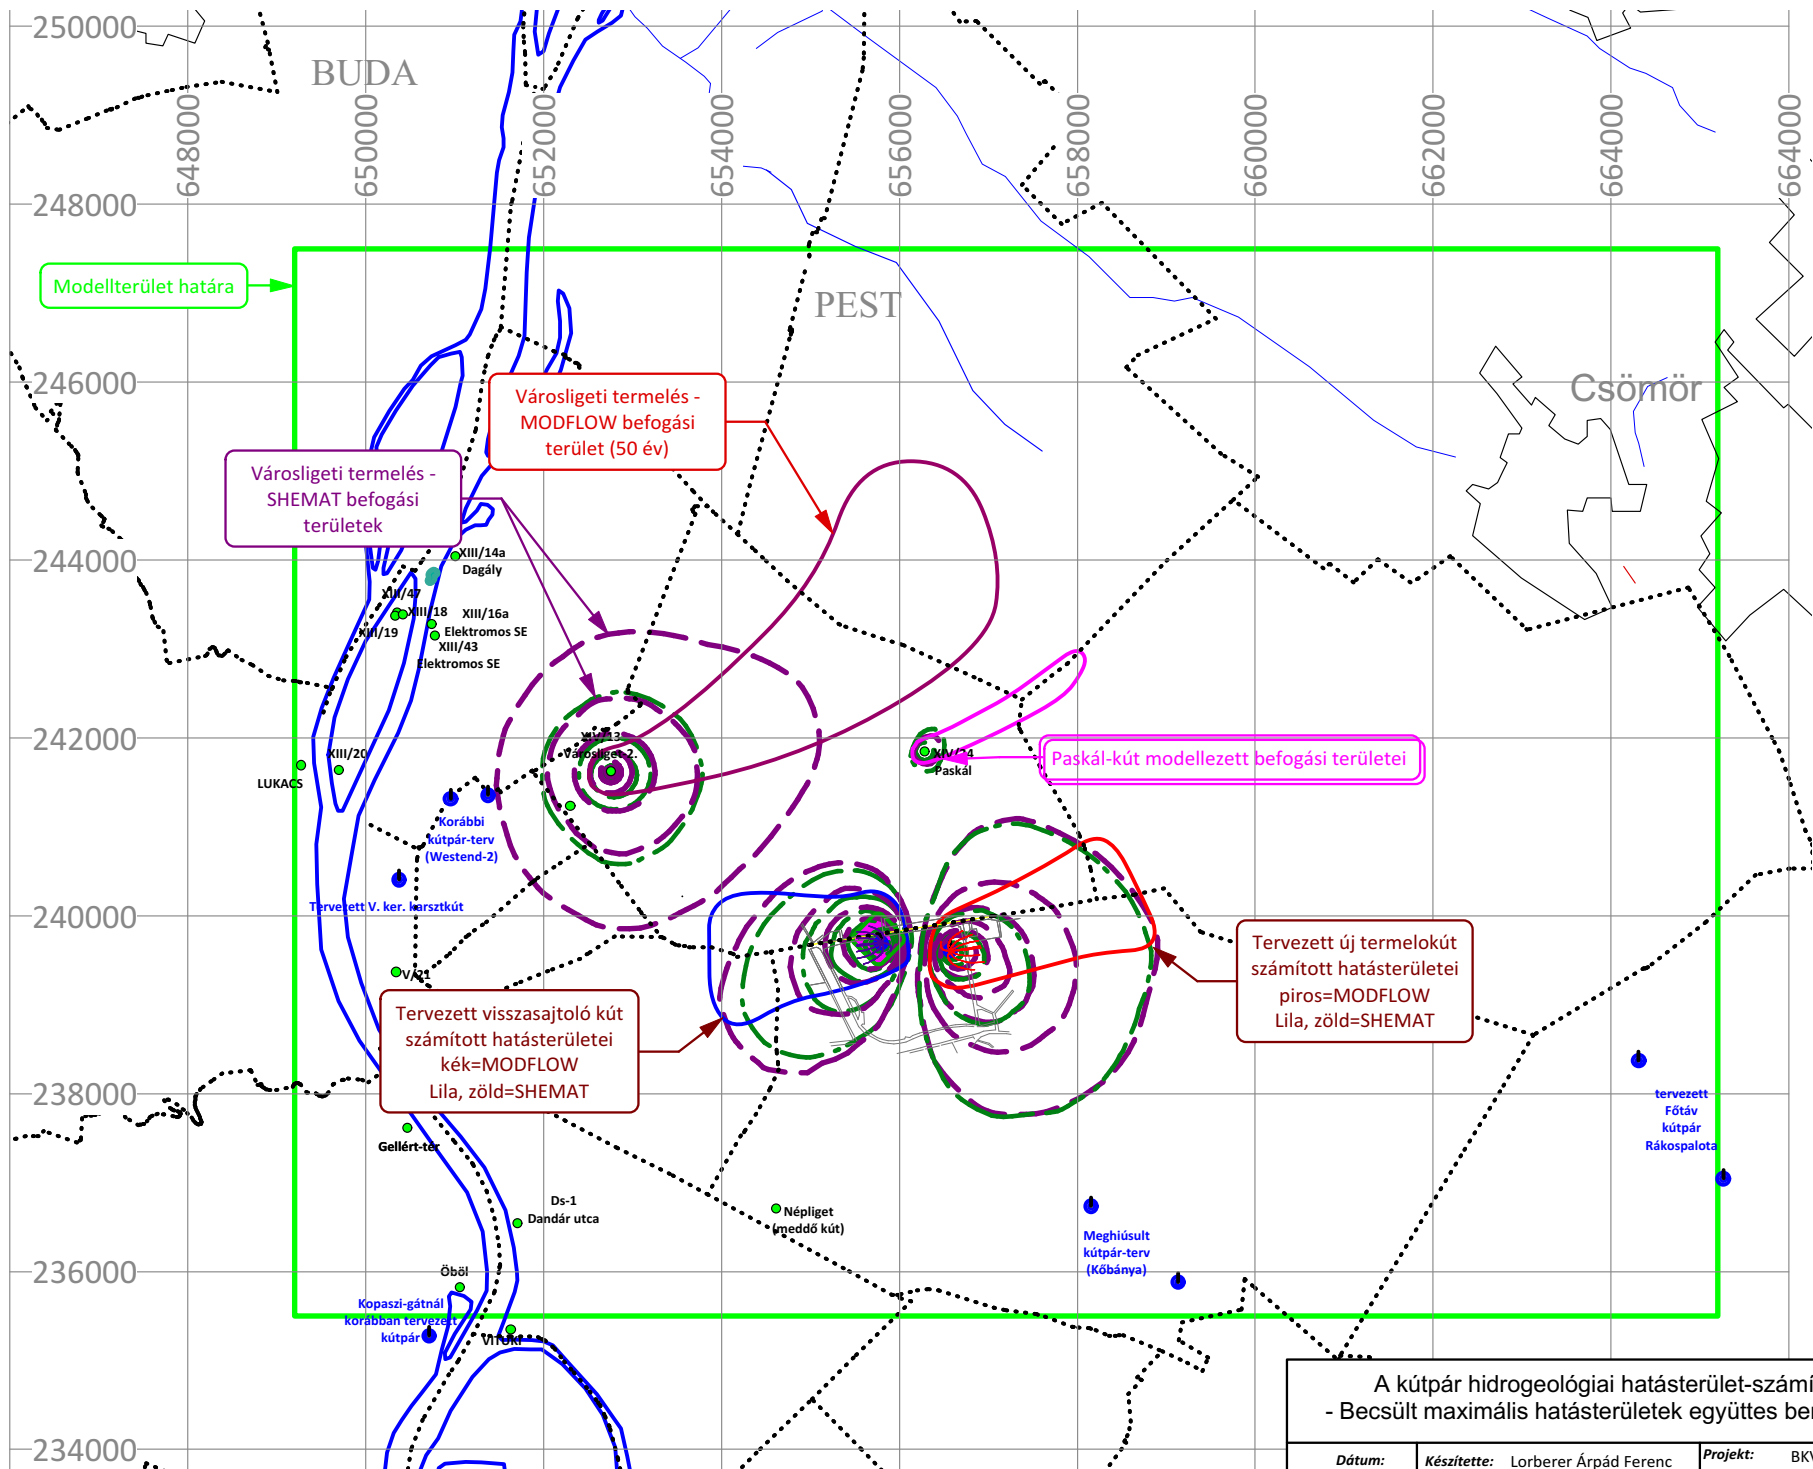 250000
BUDA
648000
650000
652000
654000
656000
658000
660000
662000
664000
664000
248000
Modellterület határa
PEST
246000
Csömör
Városligeti termelés -
MODFLOW befogási
terület (50 év)
Városligeti termelés -
SHEMAT befogási
területek
244000
XIII/14a
Dagály
XIII/47
XIII/18
XIII/19
XIII/16a
Elektromos SE
XIII/43
Elektromos SE
242000
XIV/13
Városliget-2.
XIII/20
LUKACS
XIV/24
Paskál
Paskál-kút modellezett befogási területei
Korábbi
kútpár-terv
(Westend-2)
Tervezett V. ker. karsztkút
240000
V/21
Tervezett visszasajtoló kút
számított hatásterületei
kék=MODFLOW
Lila, zöld=SHEMAT
Tervezett új termelokút
számított hatásterületei
piros=MODFLOW
Lila, zöld=SHEMAT
238000
Gellért-tér
tervezett
Főtáv
kútpár
Rákospalota
Ds-1
Dandár utca
Népliget
(meddő kút)
Meghiúsult
kútpár-terv
(Kőbánya)
236000
Öböl
Kopaszi-gátnál
korábban tervezett
kútpár
VITUKI
234000
A kútpár hidrogeológiai hatásterület-számí
- Becsült maximális hatásterületek együttes be
Dátum:
Készítette: Lorberer Árpád Ferenc
Projekt: BKV